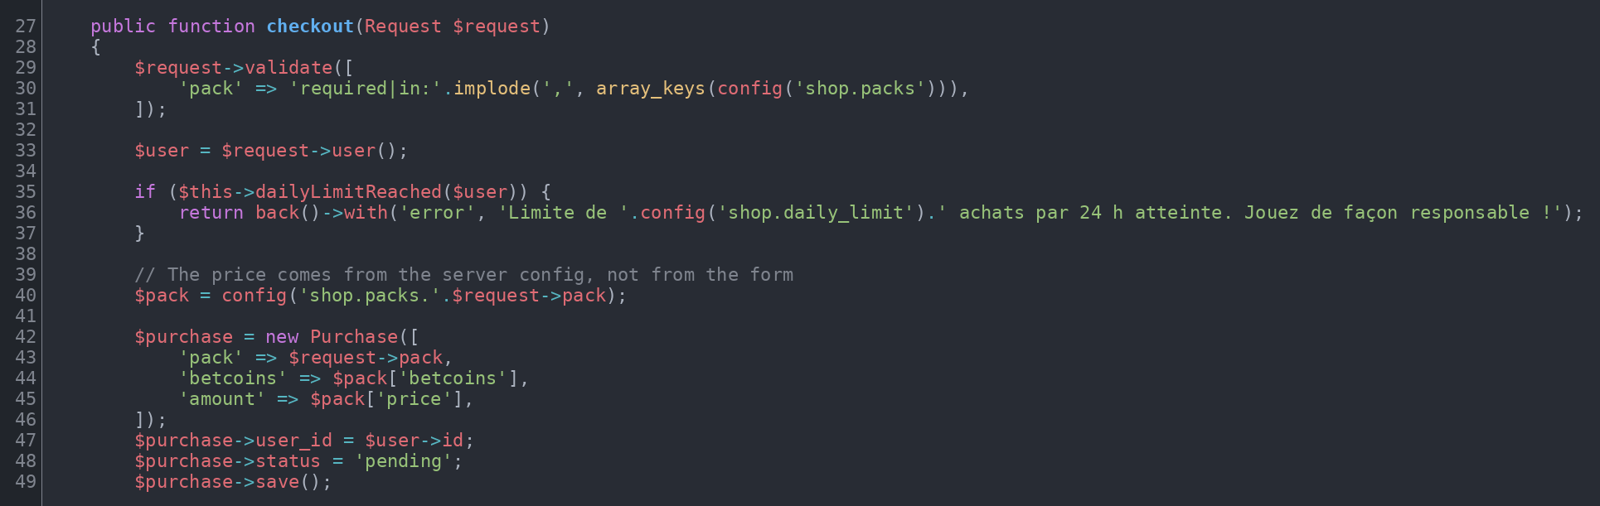 27    public function checkout(Request $request)
28    {
29        $request->validate([
30            'pack' => 'required|in:'.implode(',', array_keys(config('shop.packs'))),
31        ]);
32
33        $user = $request->user();
34
35        if ($this->dailyLimitReached($user)) {
36            return back()->with('error', 'Limite de '.config('shop.daily_limit').' achats par 24 h atteinte. Jouez de façon responsable !');
37        }
38
39        // The price comes from the server config, not from the form
40        $pack = config('shop.packs.'.$request->pack);
41
42        $purchase = new Purchase([
43            'pack' => $request->pack,
44            'betcoins' => $pack['betcoins'],
45            'amount' => $pack['price'],
46        ]);
47        $purchase->user_id = $user->id;
48        $purchase->status = 'pending';
49        $purchase->save();